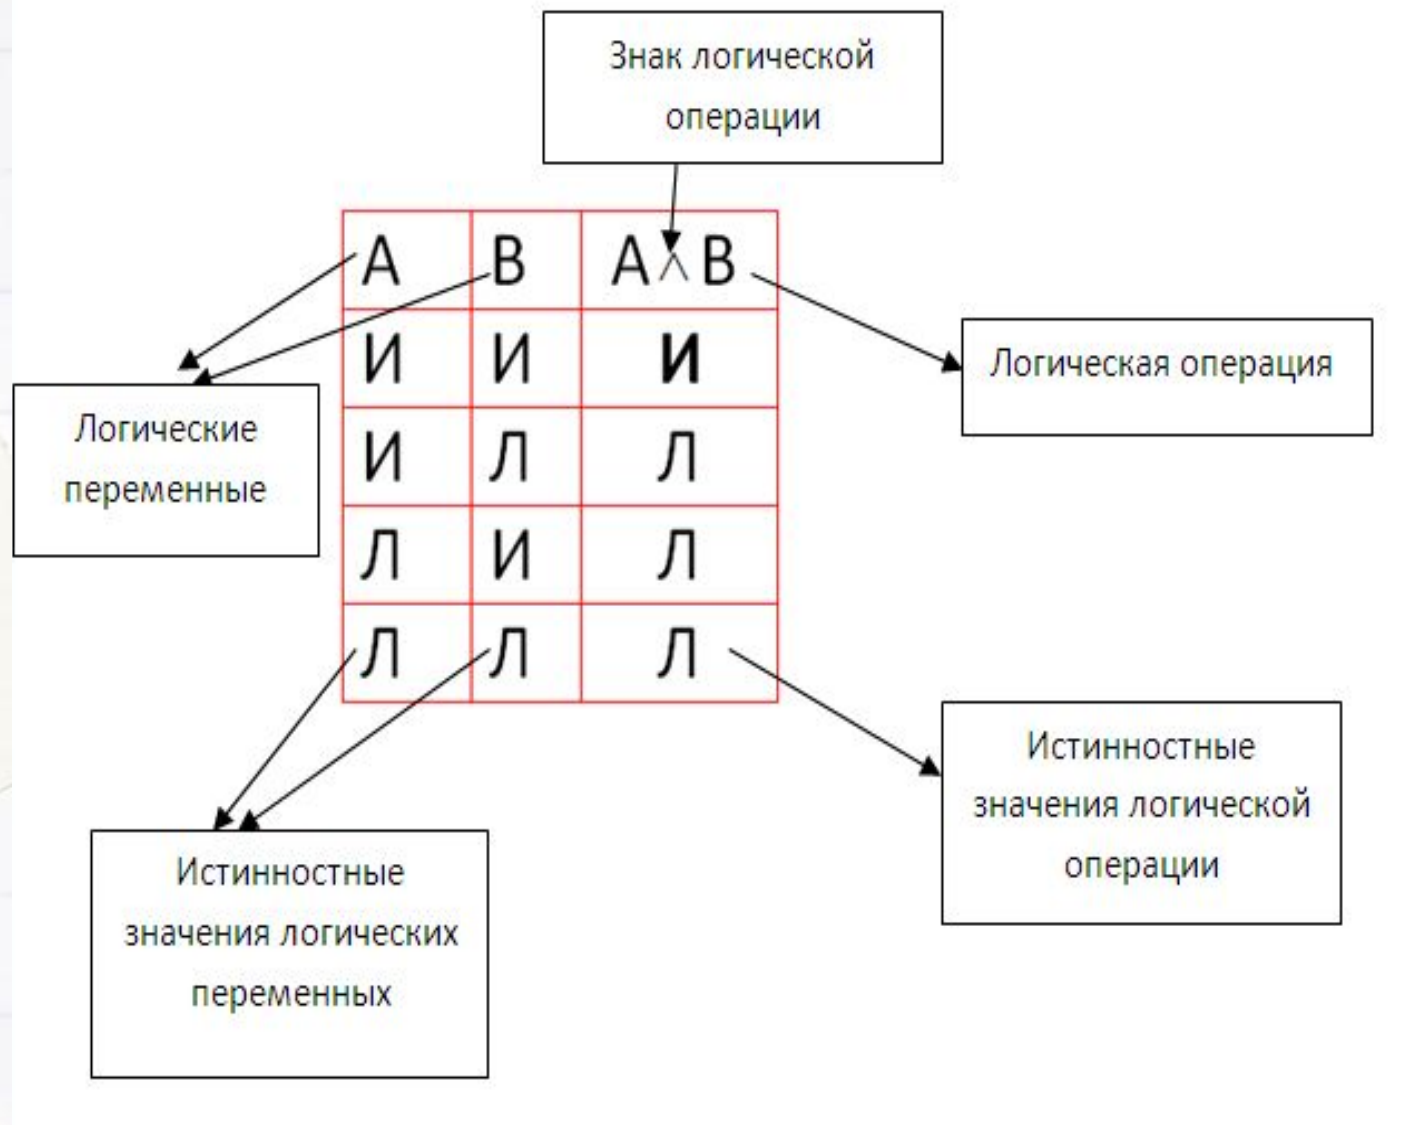 Знак логической
операции
А В А ^ В
И И И
Логическая операция
Логические
переменные
И Л Л
Л И Л
Л Л Л
Истинностные
значения логической
операции
Истинностные
значения логических
переменных